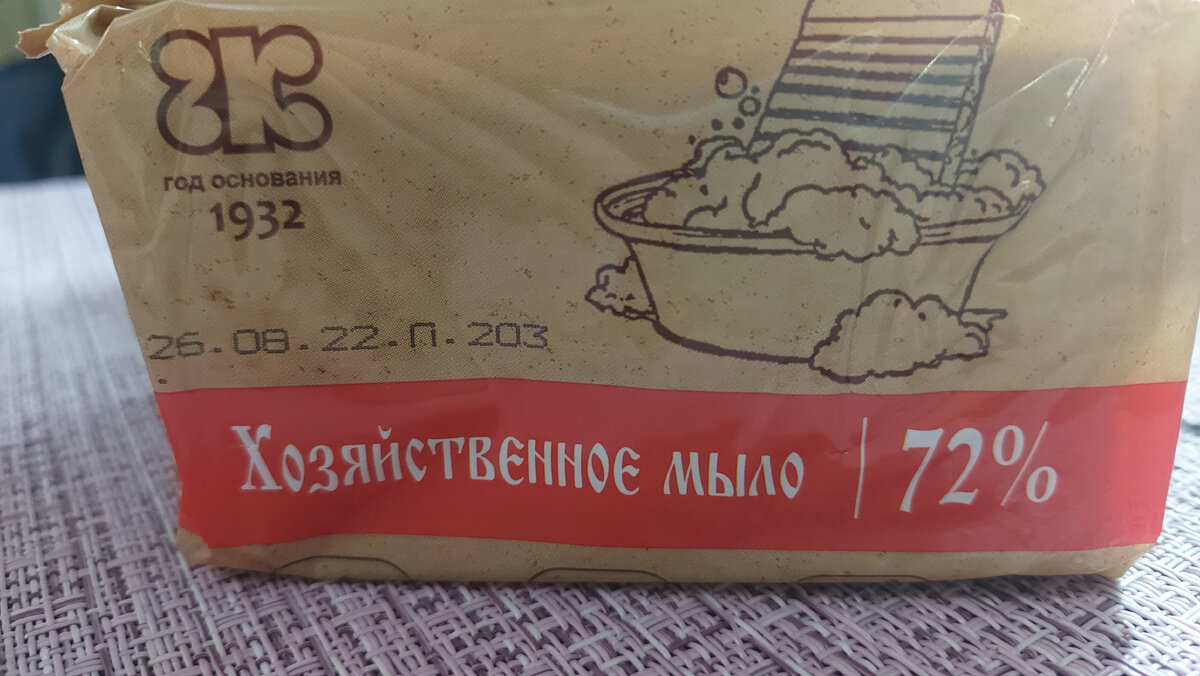 ЭК
год основания
1932
26.08.22.П.203
Хозяйственное мыло | 72%